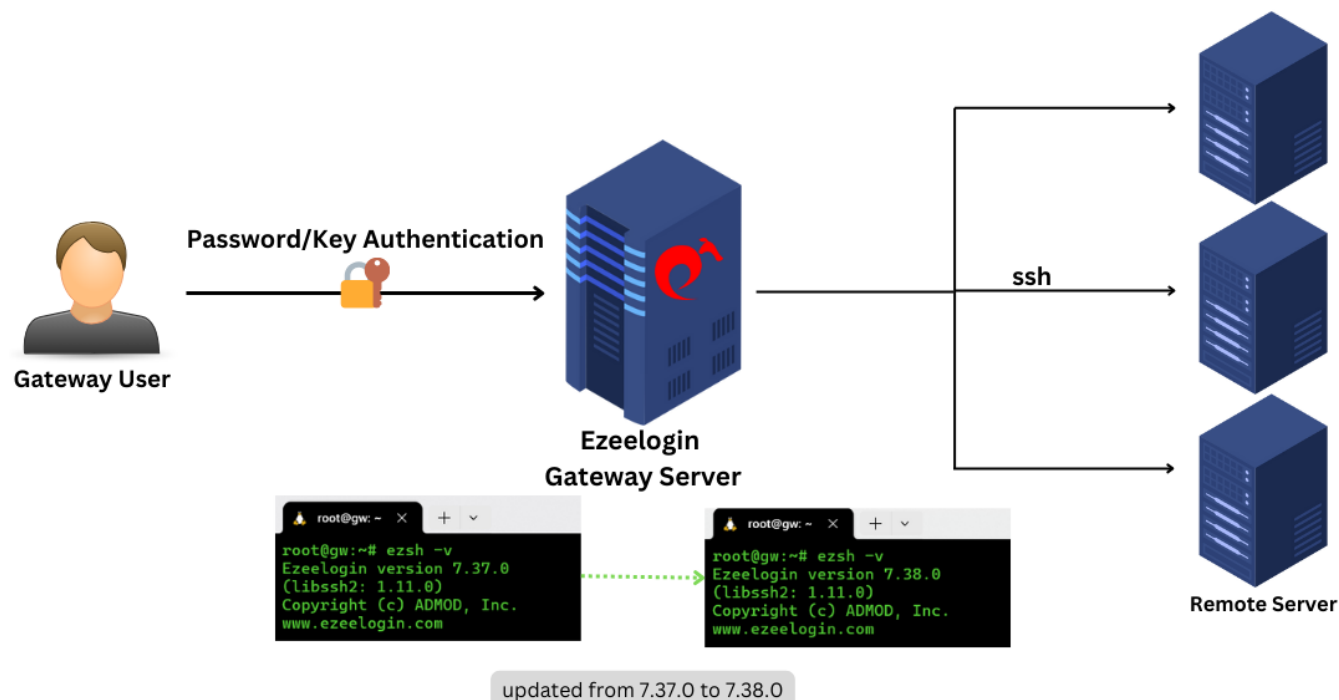 Password/Key Authentication
Gateway User
ssh
Ezeelogin
Gateway Server
Remote Server
root@gw: ~
root@gw:~# ezsh -v
Ezeelogin version 7.37.0
(libssh2: 1.11.0)
Copyright (c) ADMOD, Inc.
www.ezeelogin.com
root@gw: ~
root@gw:~# ezsh -v
Ezeelogin version 7.38.0
(libssh2: 1.11.0)
Copyright (c) ADMOD, Inc.
www.ezeelogin.com
updated from 7.37.0 to 7.38.0